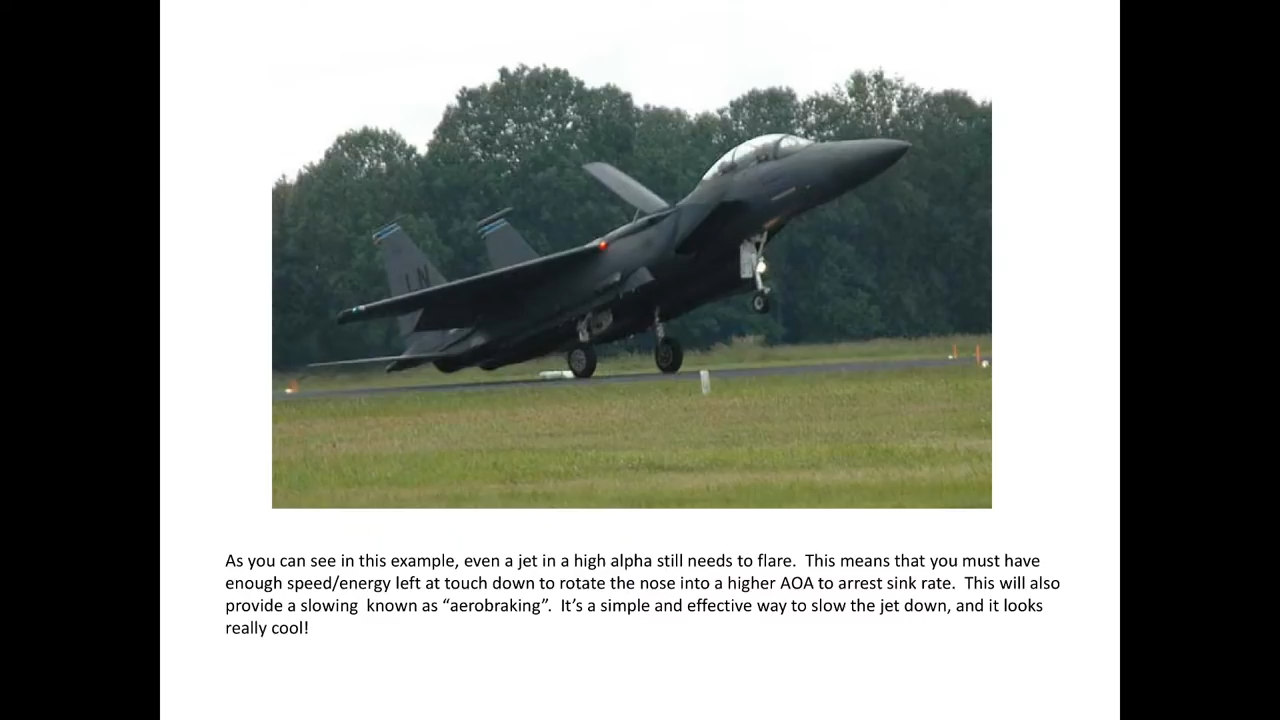 LN
As you can see in this example, even a jet in a high alpha still needs to flare.  This means that you must have
enough speed/energy left at touch down to rotate the nose into a higher AOA to arrest sink rate.  This will also
provide a slowing  known as “aerobraking”.  It’s a simple and effective way to slow the jet down, and it looks
really cool!